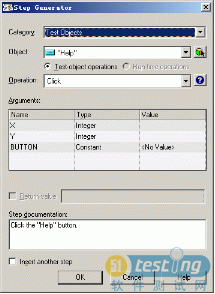 Step Generator
Category: Test Objects
Object: "Help"
Test-object operations Run-time operations
Operation: Click
Arguments:
Name Type Value
X Integer
Y Integer
BUTTON Constant <No Value>
Return value
Step documentation:
Click the "Help" button.
Insert another step
OK Cancel Help
51testing
软件测试网